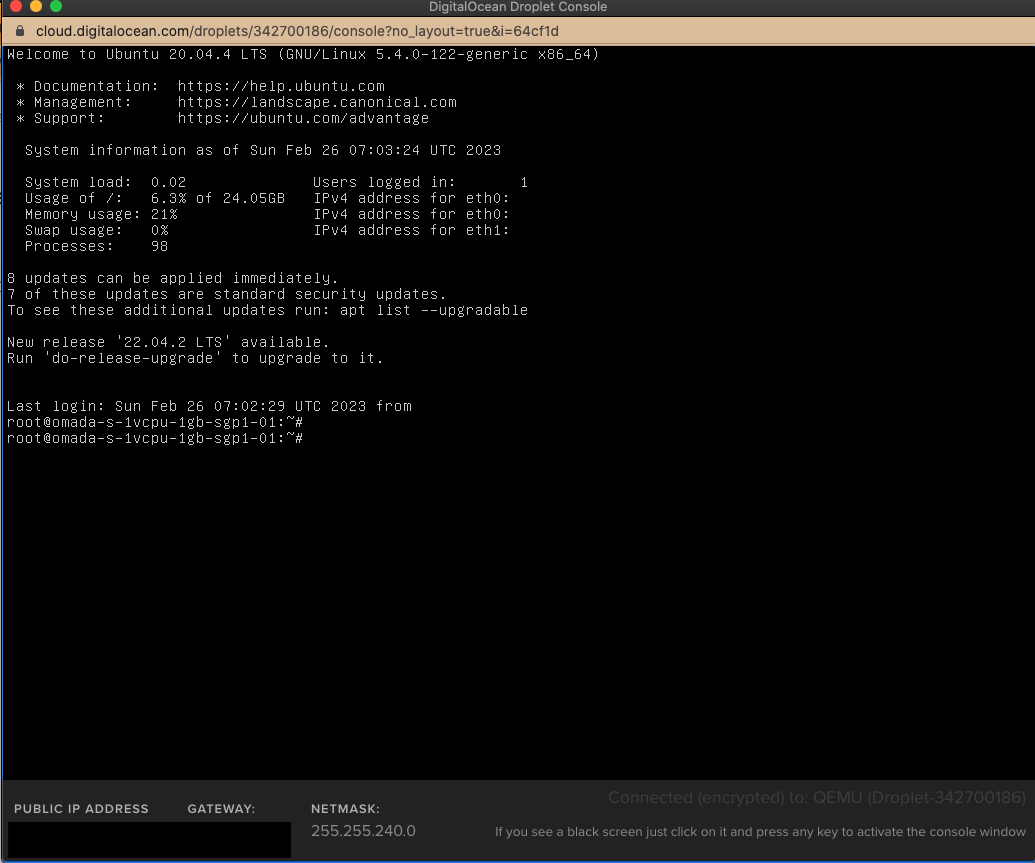 DigitalOcean Droplet Console
cloud.digitalocean.com/droplets/342700186/console?no_layout=true&i=64cf1d
Welcome to Ubuntu 20.04.4 LTS (GNU/Linux 5.4.0-122-generic x86_64)
* Documentation: https://help.ubuntu.com
* Management: https://landscape.canonical.com
* Support: https://ubuntu.com/advantage
System information as of Sun Feb 26 07:03:24 UTC 2023
System load: 0.02 Users logged in: 1
Usage of /: 6.3% of 24.05GB IPv4 address for eth0:
Memory usage: 21% IPv4 address for eth0:
Swap usage: 0% IPv4 address for eth1:
Processes: 98
8 updates can be applied immediately.
7 of these updates are standard security updates.
To see these additional updates run: apt list --upgradable
New release '22.04.2 LTS' available.
Run 'do-release-upgrade' to upgrade to it.
Last login: Sun Feb 26 07:02:29 UTC 2023 from
root@omada-s-1vcpu-1gb-sgp1-01:~#
root@omada-s-1vcpu-1gb-sgp1-01:~#
Connected (encrypted) to: QEMU (Droplet-342700186)
PUBLIC IP ADDRESS GATEWAY: NETMASK:
255.255.240.0
If you see a black screen just click on it and press any key to activate the console window